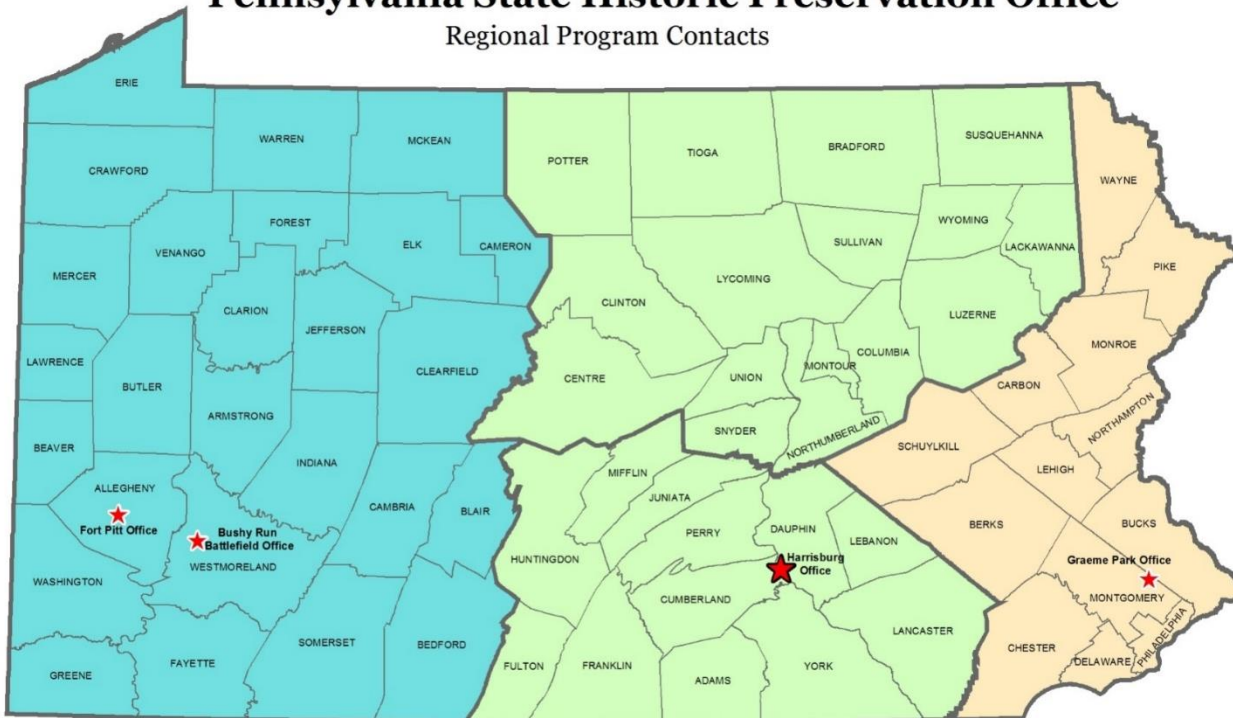 Pennsylvania State Historic Preservation Office
Regional Program Contacts
ERIE
WARREN
MCKEAN
CRAWFORD
FOREST
VENANGO
ELK
CAMERON
MERCER
CLARION
JEFFERSON
LAWRENCE
BUTLER
CLEARFIELD
ARMSTRONG
BEAVER
INDIANA
ALLEGHENY
Fort Pitt Office
CAMBRIA
BLAIR
Bushy Run
Battlefield Office
WESTMORELAND
WASHINGTON
SOMERSET
BEDFORD
FAYETTE
GREENE
POTTER
TIOGA
BRADFORD
SUSQUEHANNA
WYOMING
SULLIVAN
LACKAWANNA
LYCOMING
CLINTON
LUZERNE
COLUMBIA
MONTOUR
UNION
CENTRE
SNYDER
NORTHUMBERLAND
MIFFLIN
JUNIATA
PERRY
DAUPHIN
LEBANON
HUNTINGDON
Harrisburg
Office
CUMBERLAND
LANCASTER
FULTON
FRANKLIN
ADAMS
YORK
WAYNE
PIKE
MONROE
CARBON
NORTHAMPTON
SCHUYLKILL
LEHIGH
BERKS
BUCKS
Graeme Park Office
MONTGOMERY
PHILADELPHIA
CHESTER
DELAWARE